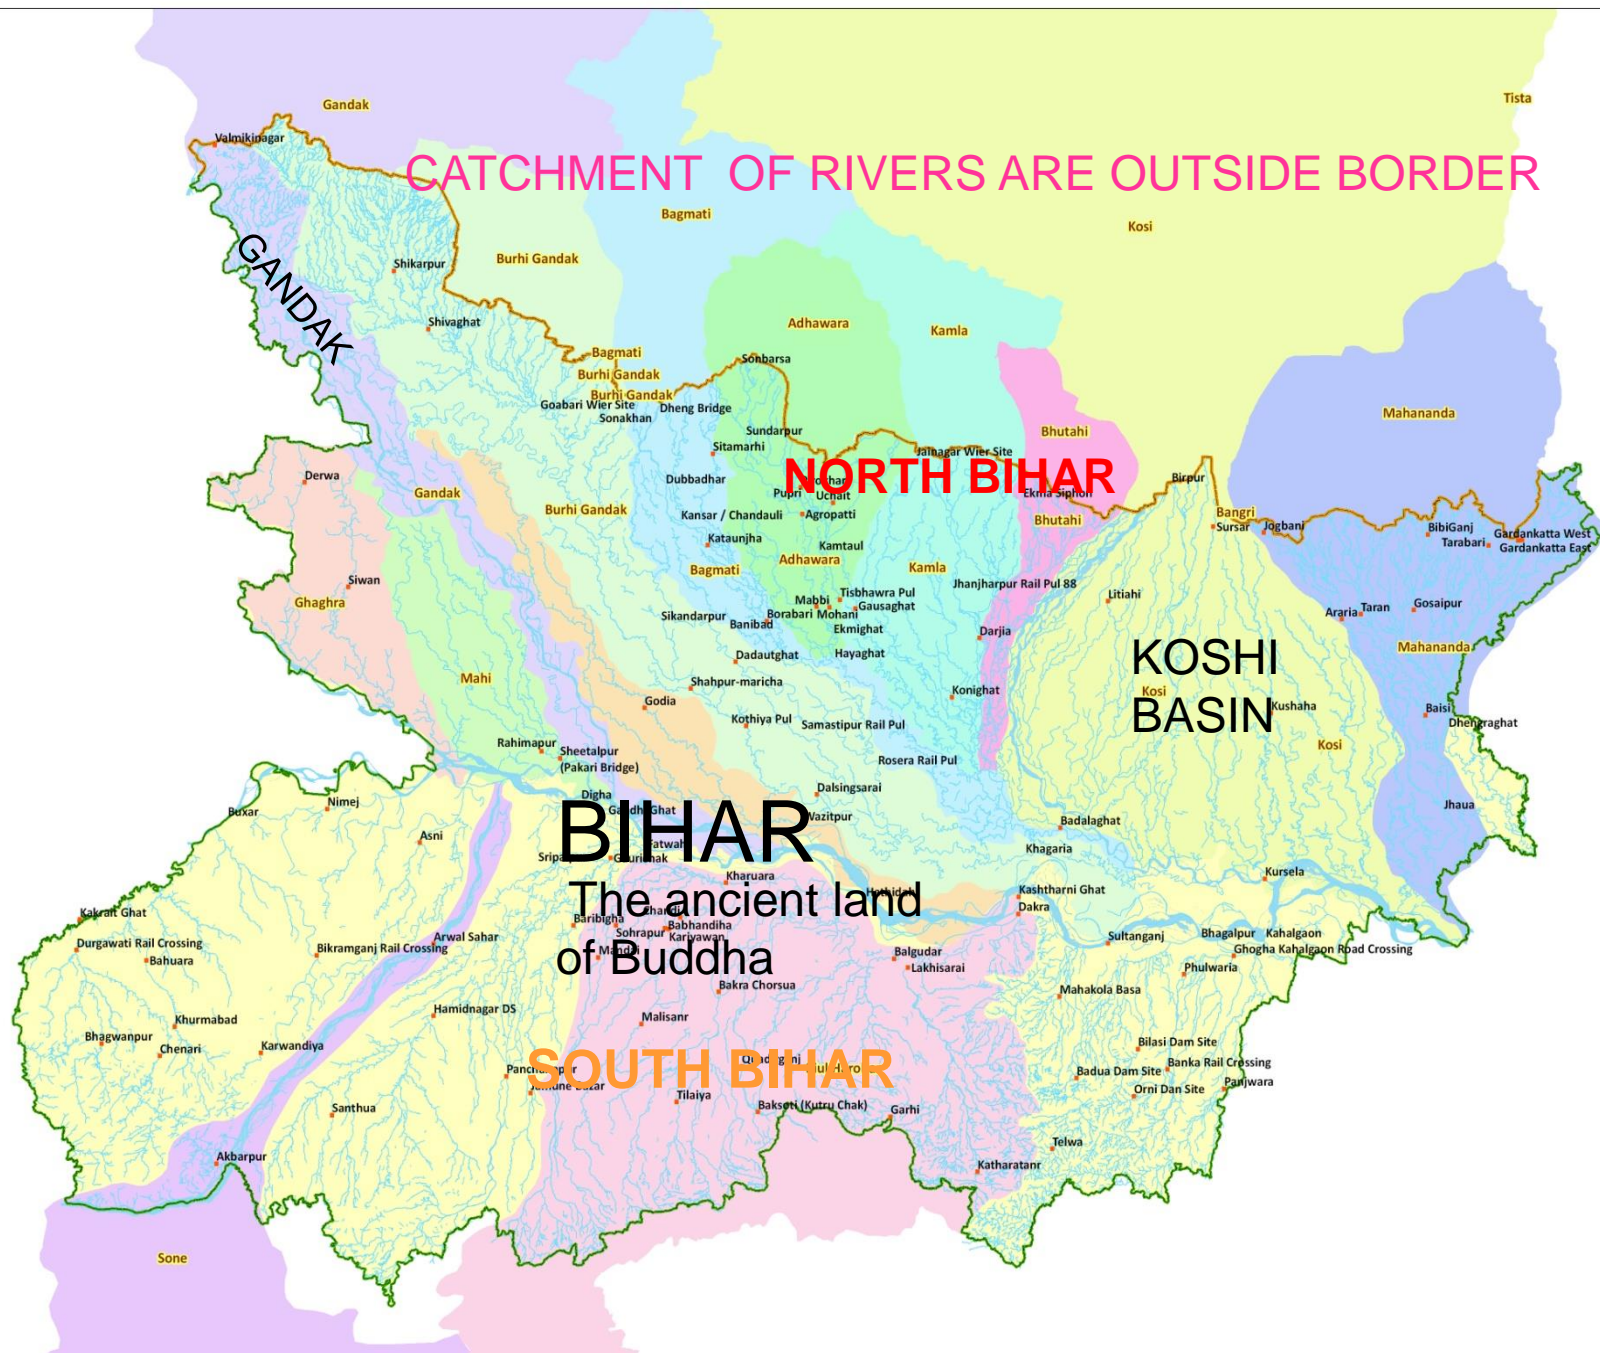 Gandak
Tista
Valmikinagar
CATCHMENT OF RIVERS ARE OUTSIDE BORDER
Bagmati
Kosi
GANDAK
Burhi Gandak
Shikarpur
Shivaghat
Adhawara
Kamla
Bagmati
Sonbarsa
Burhi Gandak
Burhi Gandak
Goabari Wier Site
Dheng Bridge
Sonakhan
Mahananda
Sundarpur
Bhutahi
Sitamarhi
Jainagar Wier Site
NORTH BIHAR
Derwa
Dubbadhar
Birpur
Gandak
Pupri
Uchait
Ekma Siphon
Burhi Gandak
Kansar / Chandauli
Agropatti
Bhutahi
Bangri
Sursar
Jogbani
BibiGanj
Gardankatta West
Tarabari
Gardankatta East
Kataunjha
Kamtaul
Adhawara
Bagmati
Kamla
Siwan
Jhanjharpur Rail Pul 88
Ghaghra
Mabbi
Tisbhawra Pul
Gausaghat
Litiahi
Araria
Taran
Gosaipur
Sikandarpur
Borabari
Mohani
Banibad
Ekmighat
Darjia
Dadautghat
Hayaghat
Mahananda
KOSHI
BASIN
Mahi
Shahpur-maricha
Konighat
Kosi
Godia
Kushaha
Baisi
Kothiya Pul
Samastipur Rail Pul
Dhengraghat
Rahimapur
Sheetalpur
(Pakari Bridge)
Kosi
Rosera Rail Pul
Digha
Dalsingsarai
Nimej
Buxar
Gandhi Ghat
Jhaua
BIHAR
Wazitpur
Badalaghat
Asni
Fatwah
Khagaria
Kharuara
Kursela
The ancient land
of Buddha
Hathidah
Kashtharni Ghat
Dakra
Kakrait Ghat
Baribigha
Babhandiha
Sohrapur
Kariyawan
Arwal Sahar
Durgawati Rail Crossing
Bikramganj Rail Crossing
Sultanganj
Bhagalpur
Kahalgaon
Ghogha Kahalgaon Road Crossing
Bahuara
Balgudar
Lakhisarai
Phulwaria
Bakra Chorsua
Mahakola Basa
Hamidnagar DS
Malisanr
Khurmabad
Bhagwanpur
Chenari
Karwandiya
Bilasi Dam Site
SOUTH BIHAR
Banka Rail Crossing
Badua Dam Site
Panjwara
Orni Dan Site
Tilaiya
Santhua
Baksoti (Kutru Chak)
Garhi
Telwa
Akbarpur
Katharatanr
Sone